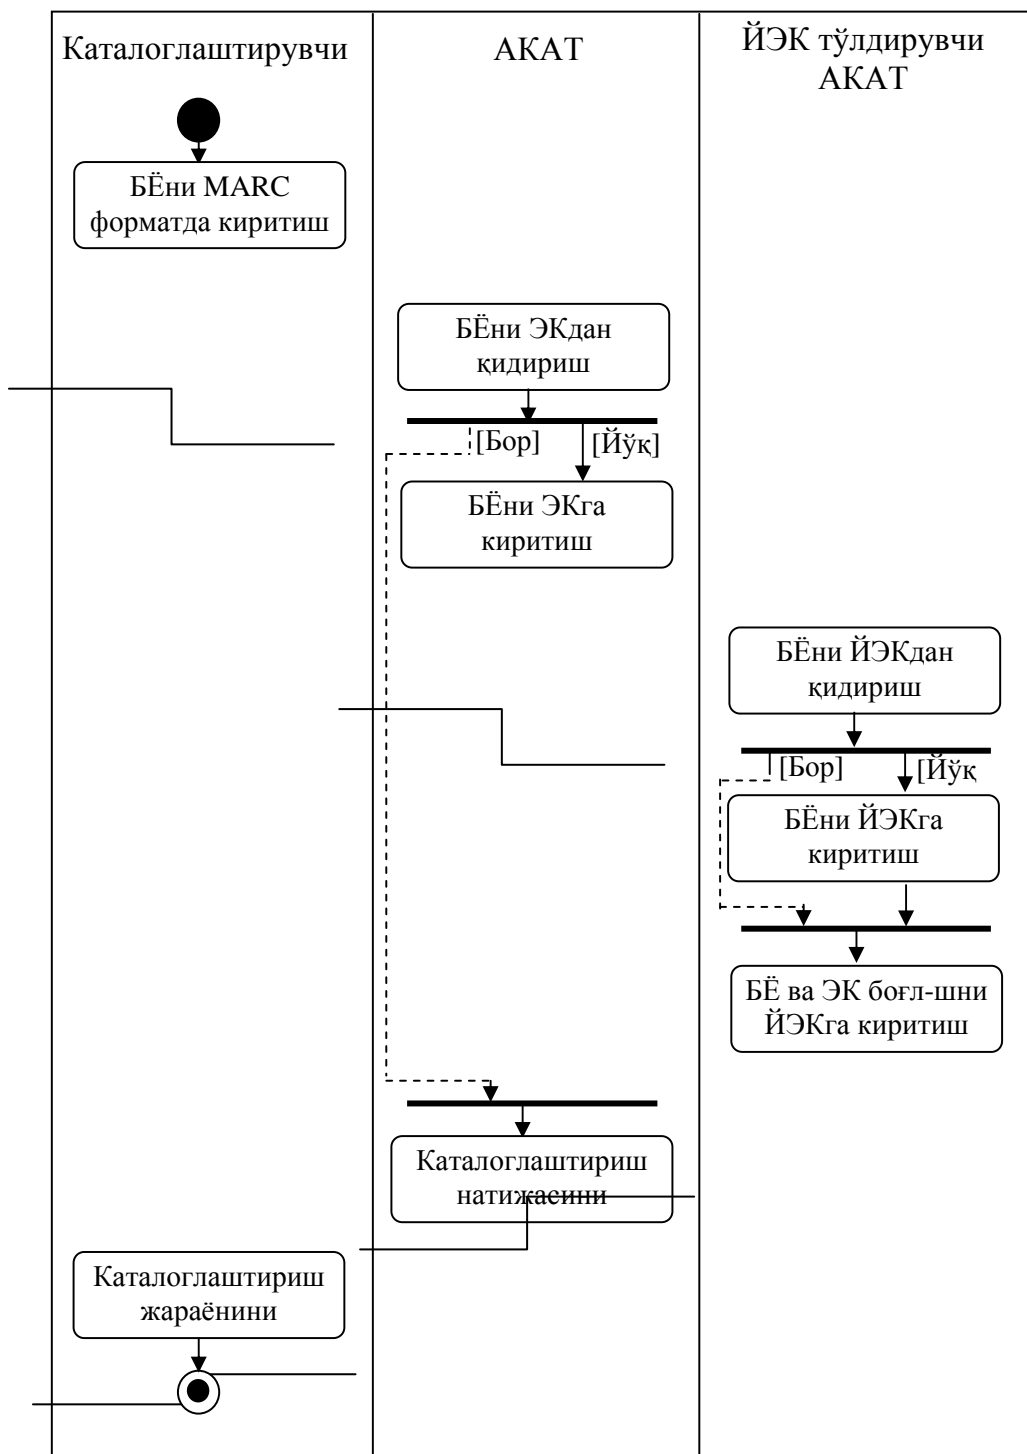 Каталоглаштирувчи
АКАТ
ЙЭК тўлдирувчи
АКАТ
БЁни MARC
форматда киритиш
БЁни ЭКдан
қидириш
[Бор]
[Йўқ]
БЁни ЭКга
киритиш
БЁни ЙЭКдан
қидириш
[Бор]
[Йўқ
БЁни ЙЭКга
киритиш
БЁ ва ЭК боғл-шни
ЙЭКга киритиш
Каталоглаштириш
натижасини
Каталоглаштириш
жараёнини